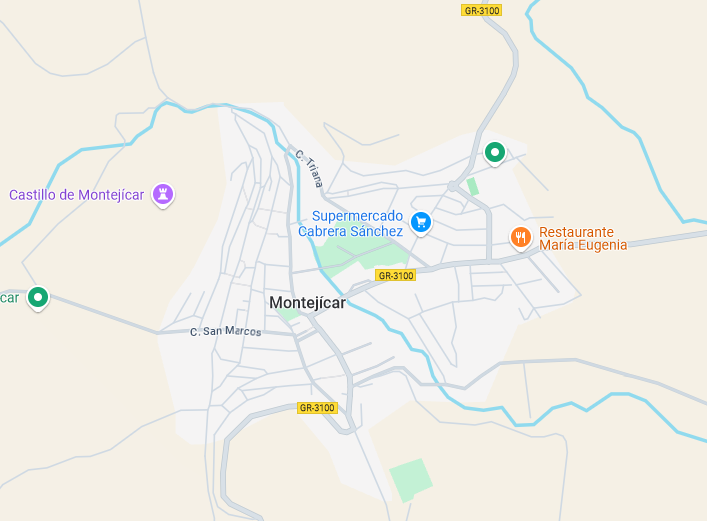 GR-3100
C. Triana
Castillo de Montejícar
Supermercado
Cabrera Sánchez
Restaurante
María Eugenia
GR-3100
car
Montejícar
C. San Marcos
GR-3100